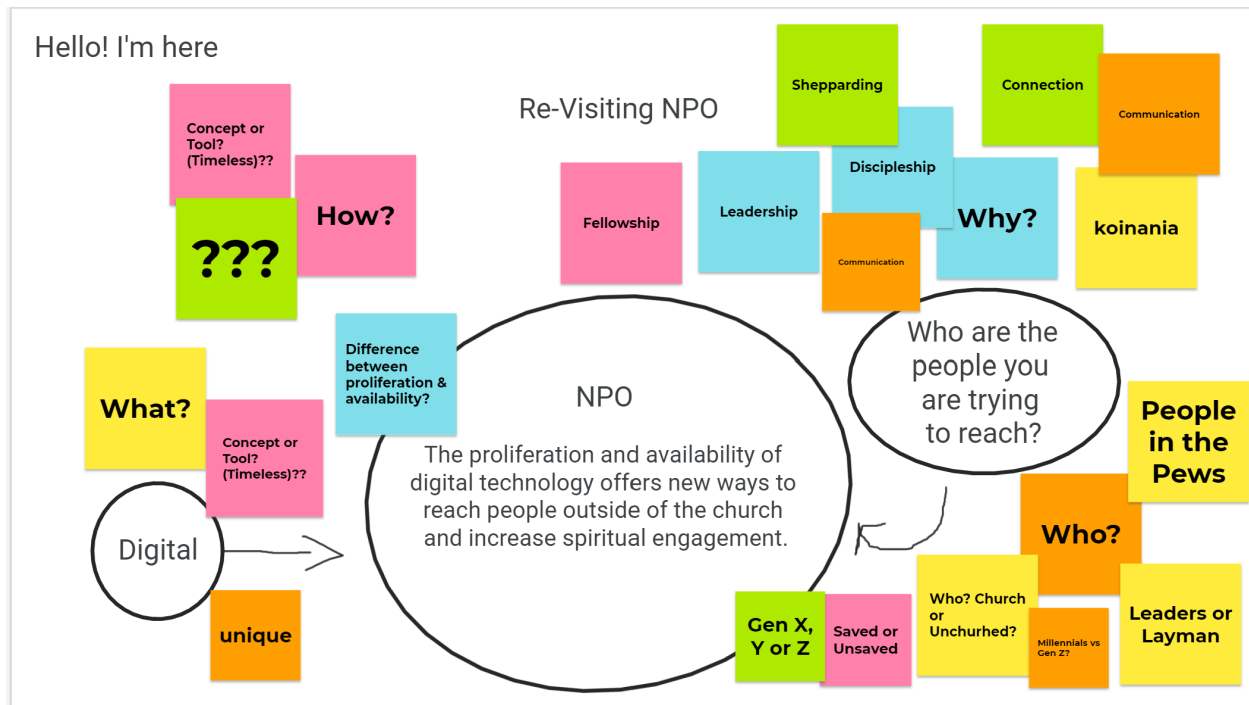 Hello! I'm here
Re-Visiting NPO
Shepparding
Connection
Communication
Concept or
Tool?
(Timeless)??
How?
???
Fellowship
Leadership
Discipleship
Why?
Communication
koinania
Difference
between
proliferation &
availability?
What?
Concept or
Tool?
(Timeless)??
Digital
unique
NPO
The proliferation and availability of
digital technology offers new ways to
reach people outside of the church
and increase spiritual engagement.
Who are the
people you
are trying
to reach?
People
in the
Pews
Who?
Gen X,
Y or Z
Saved or
Unsaved
Who? Church
or
Unchurhed?
Millennials vs
Gen Z?
Leaders or
Layman